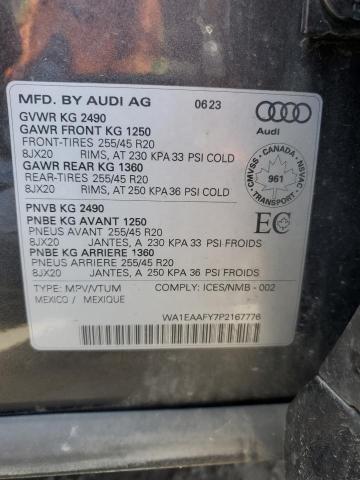 MFD. BY AUDI AG 0623
GVWR KG 2490
GAWR FRONT KG 1250
FRONT-TIRES 255/45 R20
8JX20 RIMS, AT 230 KPA 33 PSI COLD
GAWR REAR KG 1360
REAR-TIRES 255/45 R20
8JX20 RIMS, AT 250 KPA 36 PSI COLD
Audi
CANADA
CMVSS
NSVAC
961
TRANSPORT
PNVB KG 2490
PNBE KG AVANT 1250
PNEUS AVANT 255/45 R20
8JX20 JANTES, A 230 KPA 33 PSI FROIDS
PNBE KG ARRIERE 1360
PNEUS ARRIERE 255/45 R20
8JX20 JANTES, A 250 KPA 36 PSI FROIDS
EC
TYPE: MPV/VTUM COMPLY: ICES/NMB - 002
MEXICO / MEXIQUE
WA1EAAFY7P2167776